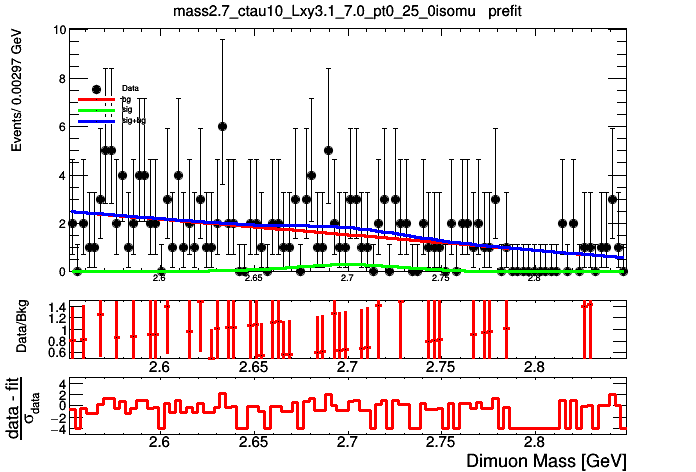 mass2.7_ctau10_Lxy3.1_7.0_pt0_25_0isomu prefit
Events/ 0.00297 GeV
10
8
6
4
2
0
Data
bg
sig
sig+bg
2.6 2.65 2.7 2.75 2.8
Data/Bkg
1.4
1.2
1
0.8
0.6
2.6 2.65 2.7 2.75 2.8
data - fit
σdata
4
2
0
−2
−4
2.6 2.65 2.7 2.75 2.8
Dimuon Mass [GeV]